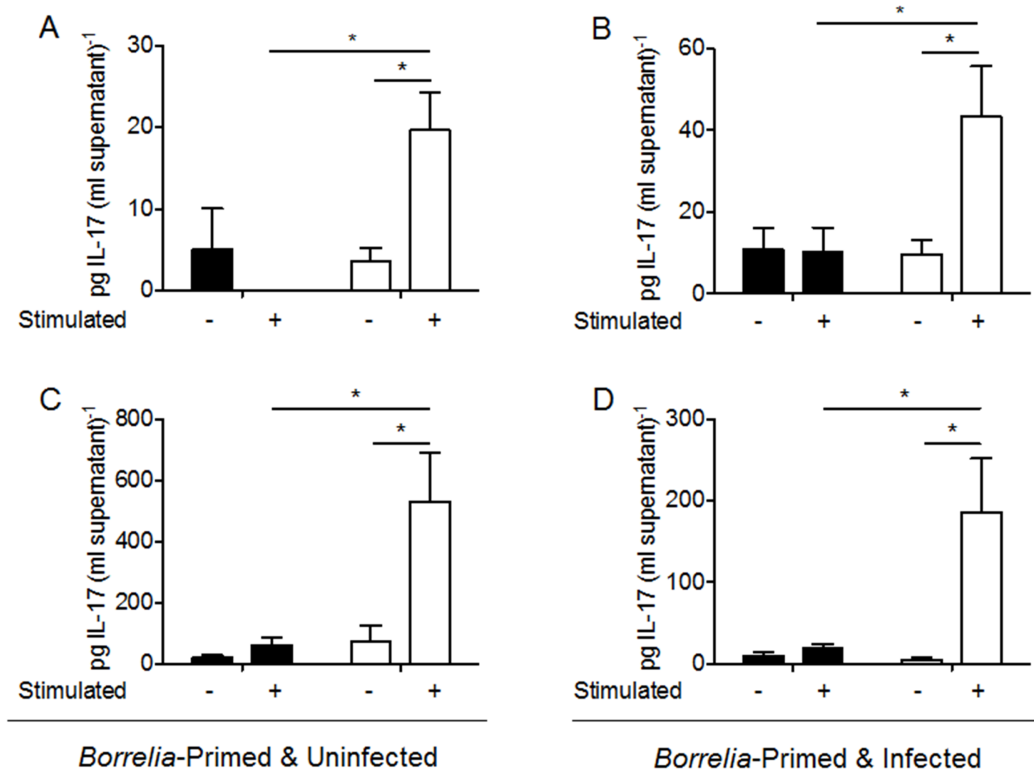 A
pg IL-17 (ml supernatant)-1
30
*
*
20
10
0
Stimulated - + - +
B
pg IL-17 (ml supernatant)-1
60
*
*
40
20
0
Stimulated - + - +
C
pg IL-17 (ml supernatant)-1
800
*
*
600
400
200
0
Stimulated - + - +
D
pg IL-17 (ml supernatant)-1
300
*
*
200
100
0
Stimulated - + - +
Borrelia-Primed & Uninfected
Borrelia-Primed & Infected